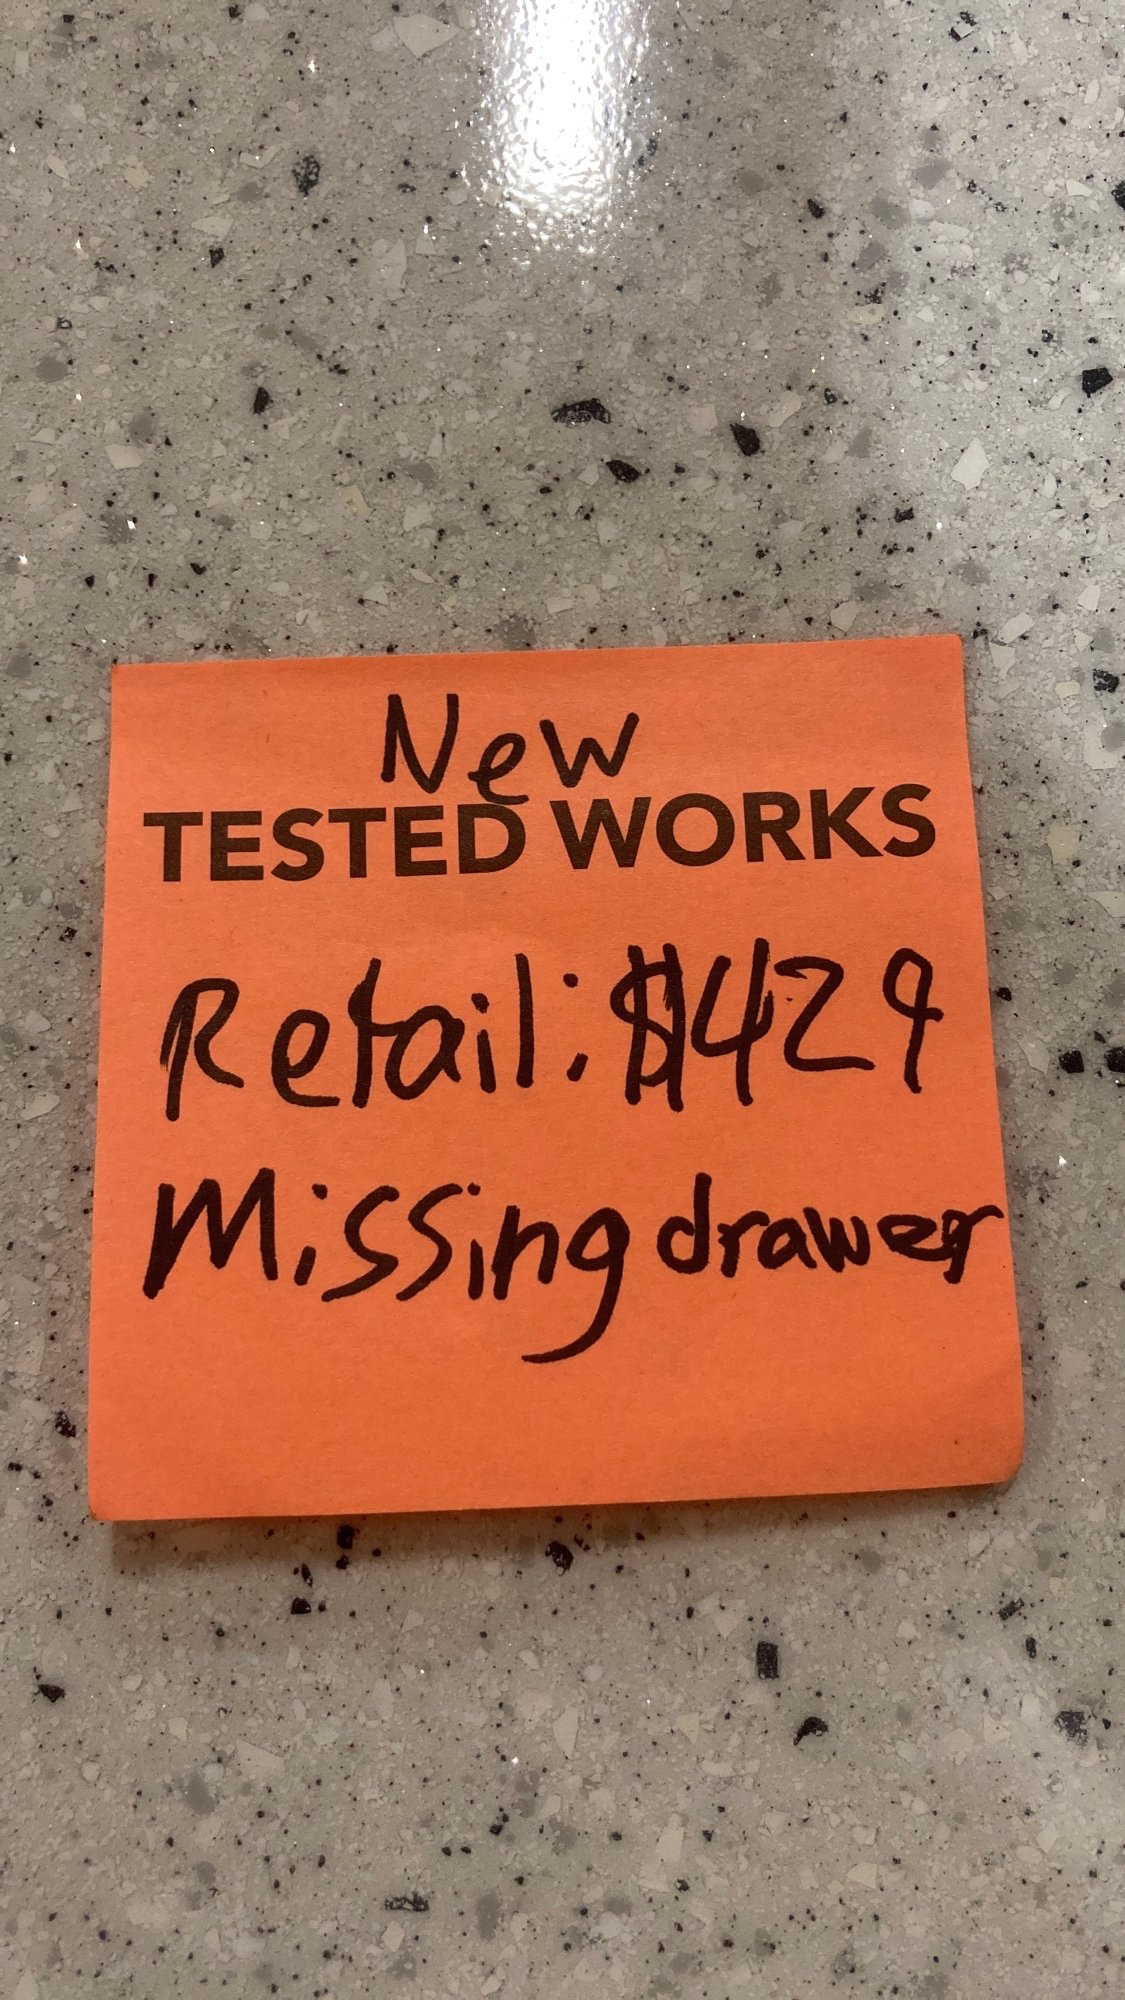 New
TESTED WORKS
Retail: $429
Missing drawer